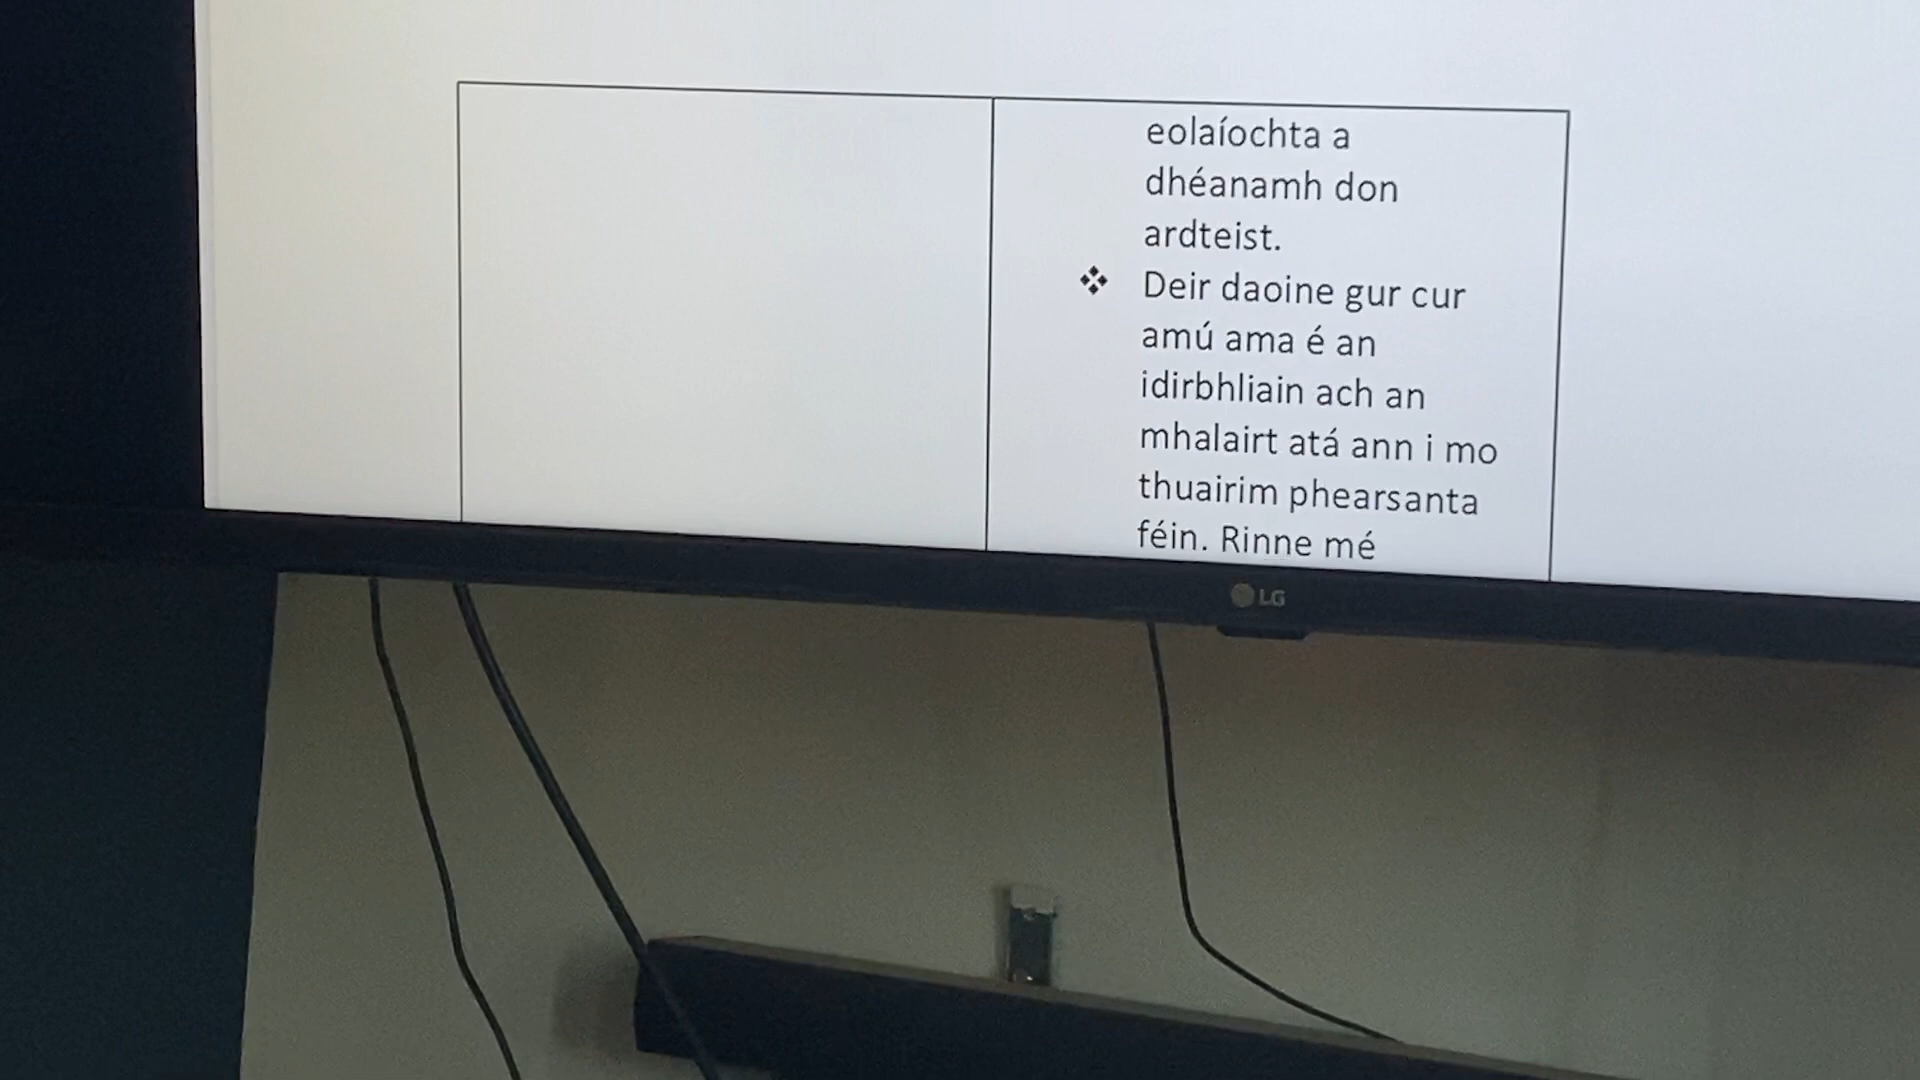 eolaíochta a
dhéanamh don
ardteist.
❖ Deir daoine gur cur
amú ama é an
idirbhliain ach an
mhalairt atá ann i mo
thuairim phearsanta
féin. Rinne mé
LG